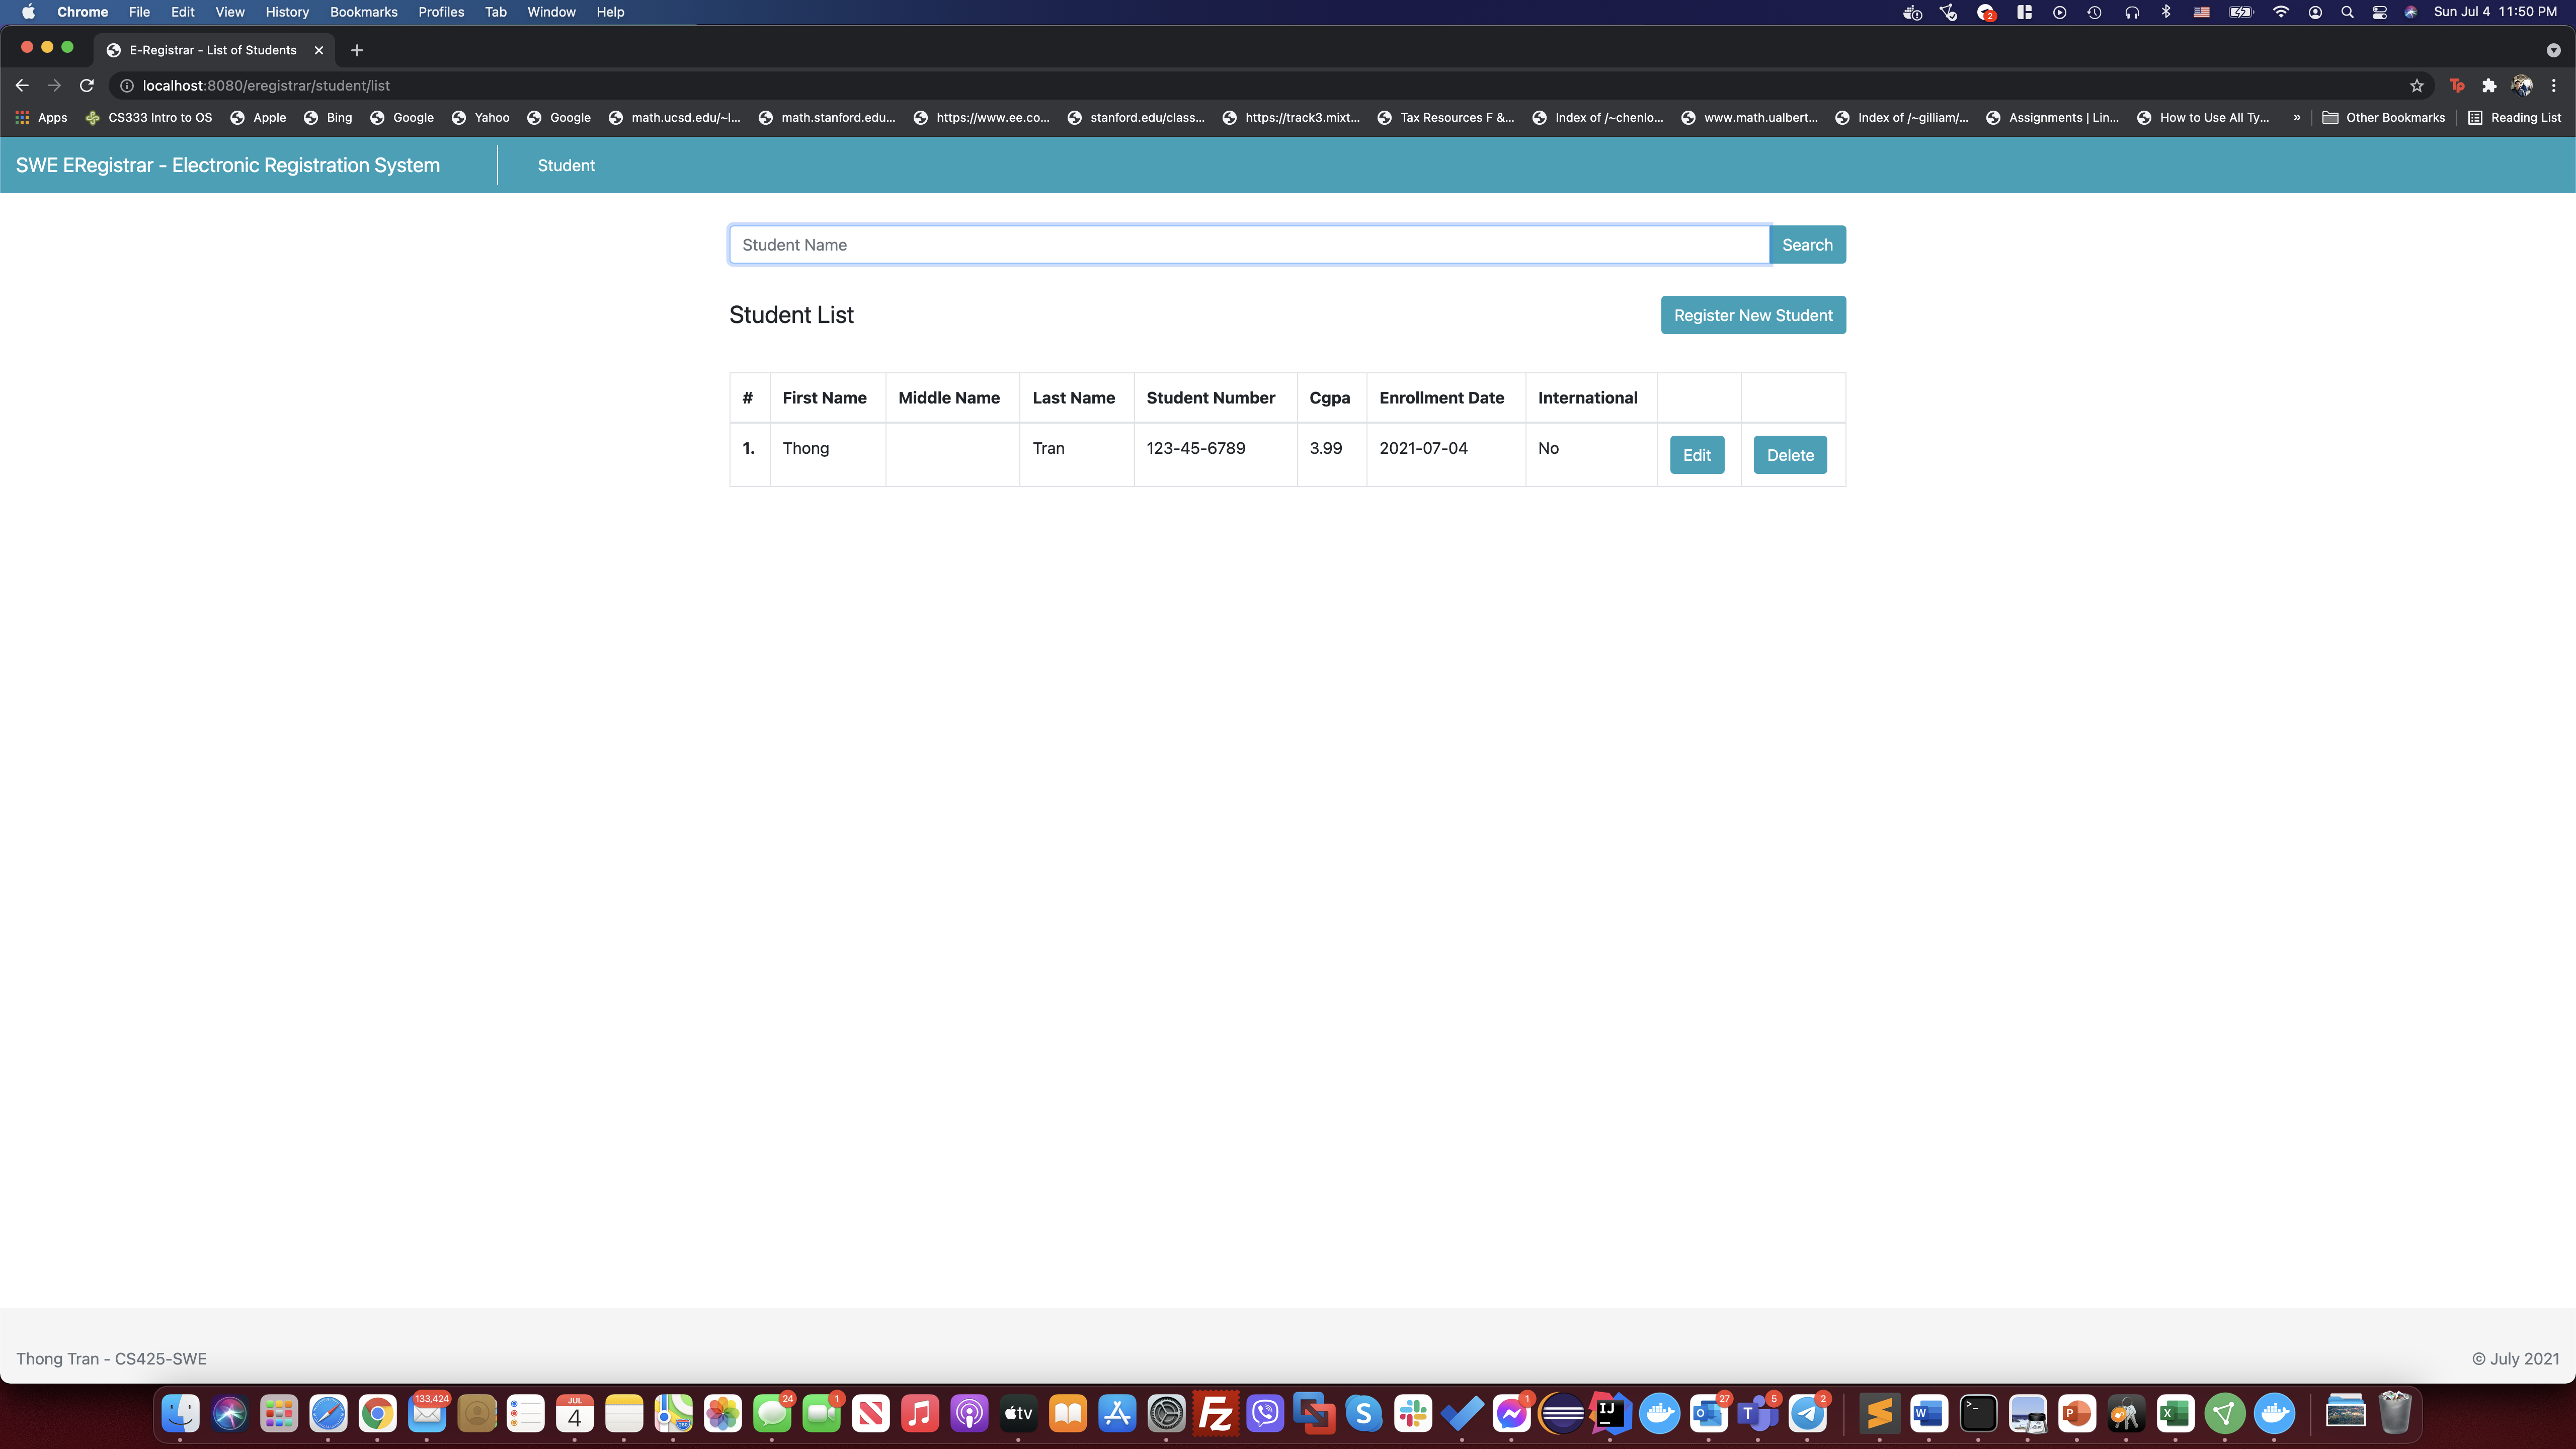 Chrome File Edit View History Bookmarks Profiles Tab Window Help 2 Sun Jul 4 11:50 PM
E-Registrar - List of Students
localhost:8080/eregistrar/student/list Tp
Apps CS333 Intro to OS Apple Bing Google Yahoo Google math.ucsd.edu/~l... math.stanford.edu... https://www.ee.co... stanford.edu/class... https://track3.mixt... Tax Resources F &... Index of /~chenlo... www.math.ualbert... Index of /~gilliam/... Assignments | Lin... How to Use All Ty... » Other Bookmarks Reading List
SWE ERegistrar - Electronic Registration System Student
Student Name Search
Student List Register New Student
# First Name Middle Name Last Name Student Number Cgpa Enrollment Date International
1. Thong Tran 123-45-6789 3.99 2021-07-04 No Edit Delete
Thong Tran - CS425-SWE © July 2021
133,424 JUL 4 24 1 tv Fz S 1 IJ O 27 T 5 2 W >_ P X